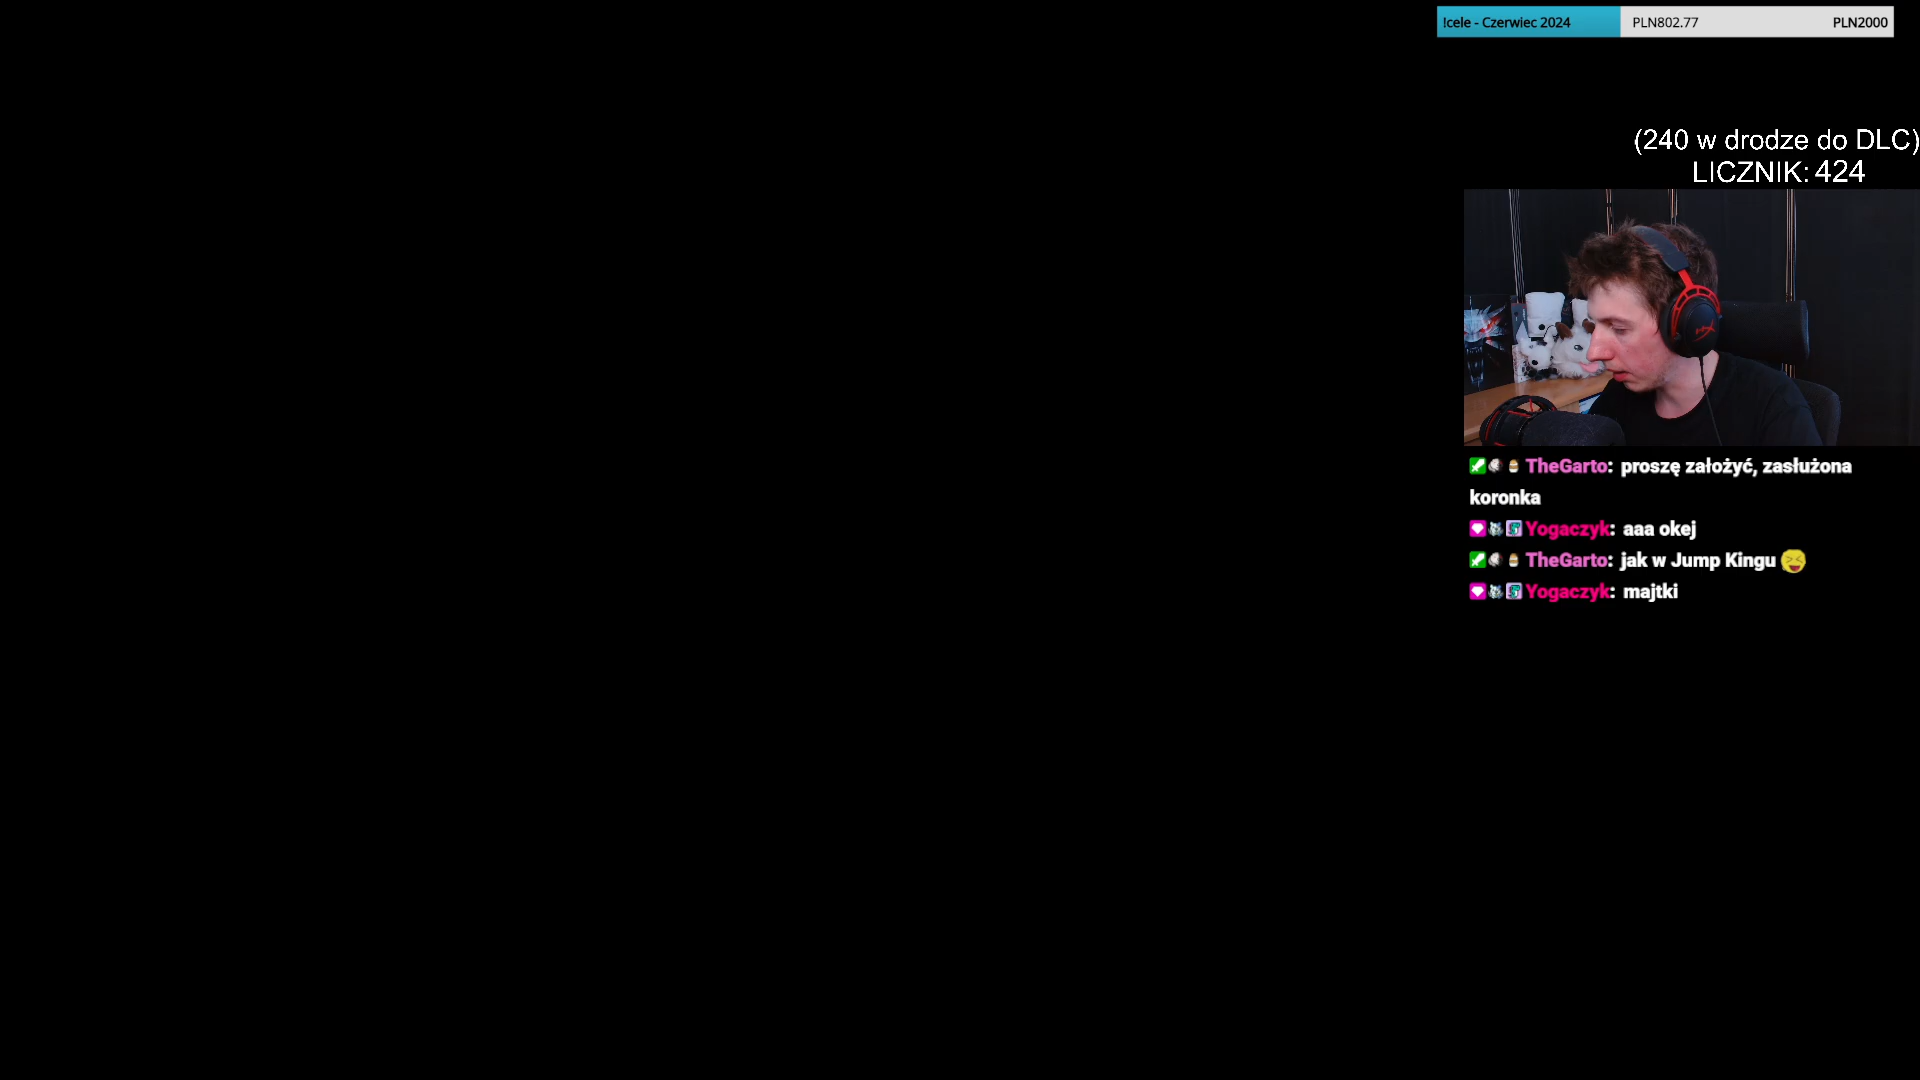 !cele - Czerwiec 2024 PLN802.77 PLN2000
(240 w drodze do DLC)
LICZNIK: 424
TheGarto: proszę założyć, zasłużona
koronka
Yogaczyk: aaa okej
TheGarto: jak w Jump Kingu
Yogaczyk: majtki